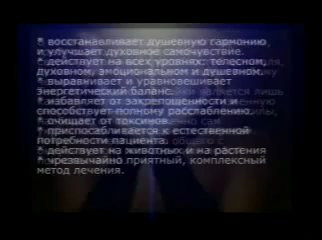 * восстанавливает душевную гармонию,
и улучшает духовное самочувствие.
* действует на всех уровнях: телесном,
духовном, эмоциональном и душевном.
* выравнивает и уравновешивает
энергетический баланс.
* избавляет от закрепощенности и
способствует полному расслаблению.
* очищает от токсинов.
* приспосабливается к естественной
потребности пациента.
* действует на животных и на растения
* чрезвычайно приятный, комплексный
метод лечения.